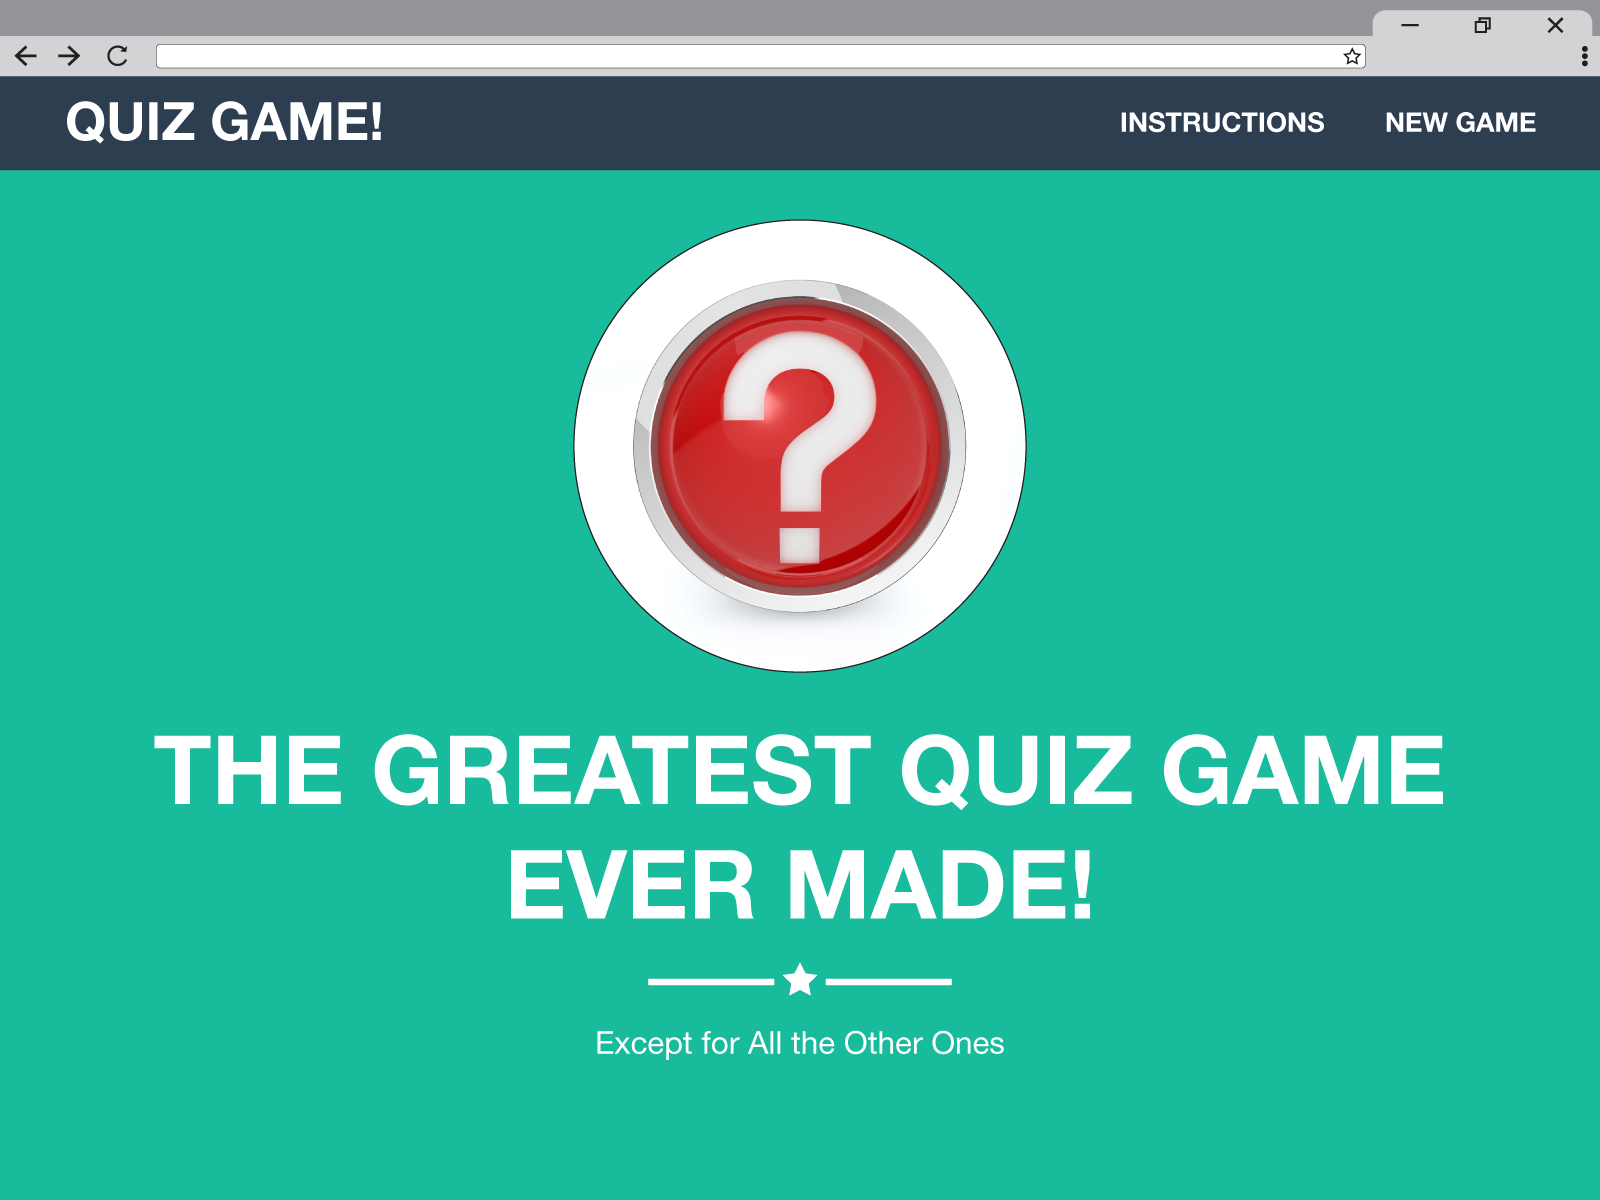 QUIZ GAME!
INSTRUCTIONS
NEW GAME
?
THE GREATEST QUIZ GAME
EVER MADE!
Except for All the Other Ones